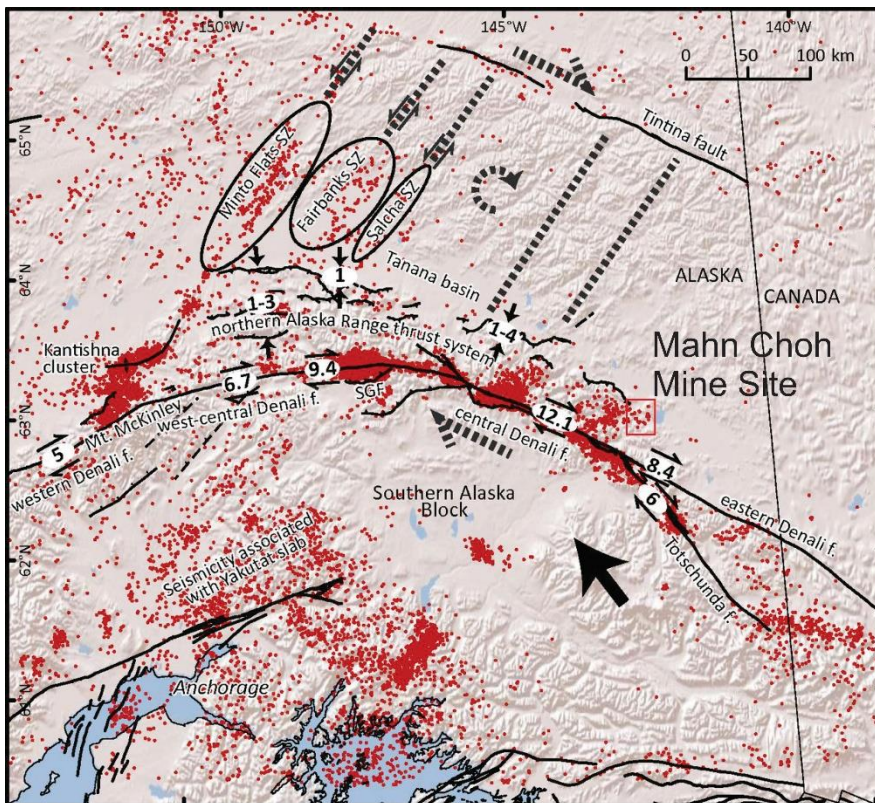 150°W
145°W
140°W
0 50 100 km
65°N
Minto Flats SZ
Fairbanks SZ
Salcha SZ
Tintina fault
64°N
1
Tanana basin
ALASKA
CANADA
1-3
northern Alaska Range thrust system
1-4
Kantishna
cluster
Mahn Choh
Mine Site
6.7
9.4
SGF
63°N
5
Mt. McKinley
western Denali f.
west-central Denali f.
central Denali f.
12.1
8.4
6
eastern Denali f.
Totschunda f.
Southern Alaska
Block
62°N
Seismicity associated
with Yakutat slab
61°N
Anchorage